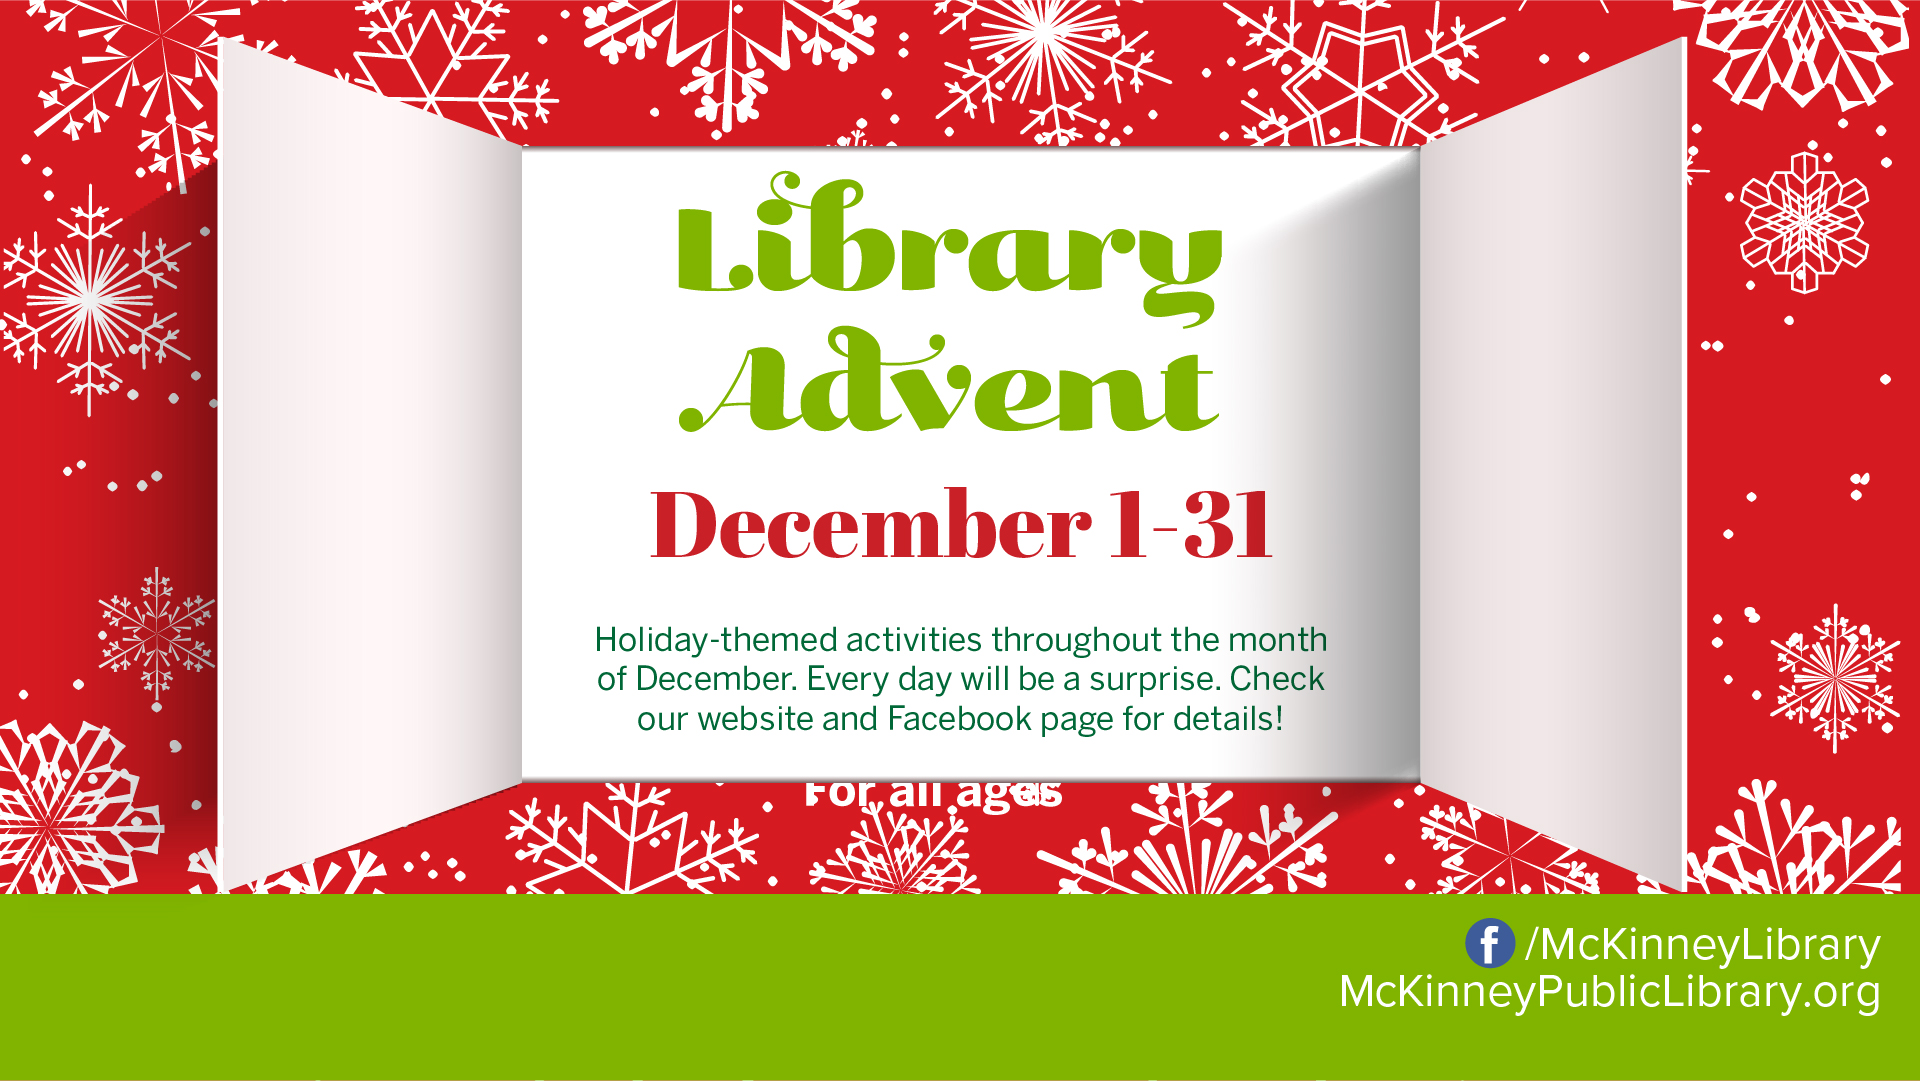 Library
Advent
December 1-31
Holiday-themed activities throughout the month
of December. Every day will be a surprise. Check
our website and Facebook page for details!
For all ages
f /McKinneyLibrary
McKinneyPublicLibrary.org